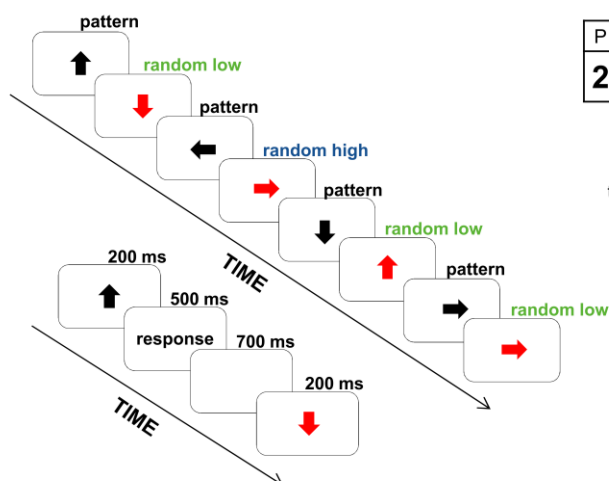 pattern
random low
pattern
random high
pattern
random low
pattern
random low
TIME
200 ms
500 ms
response
700 ms
200 ms
TIME
P
2